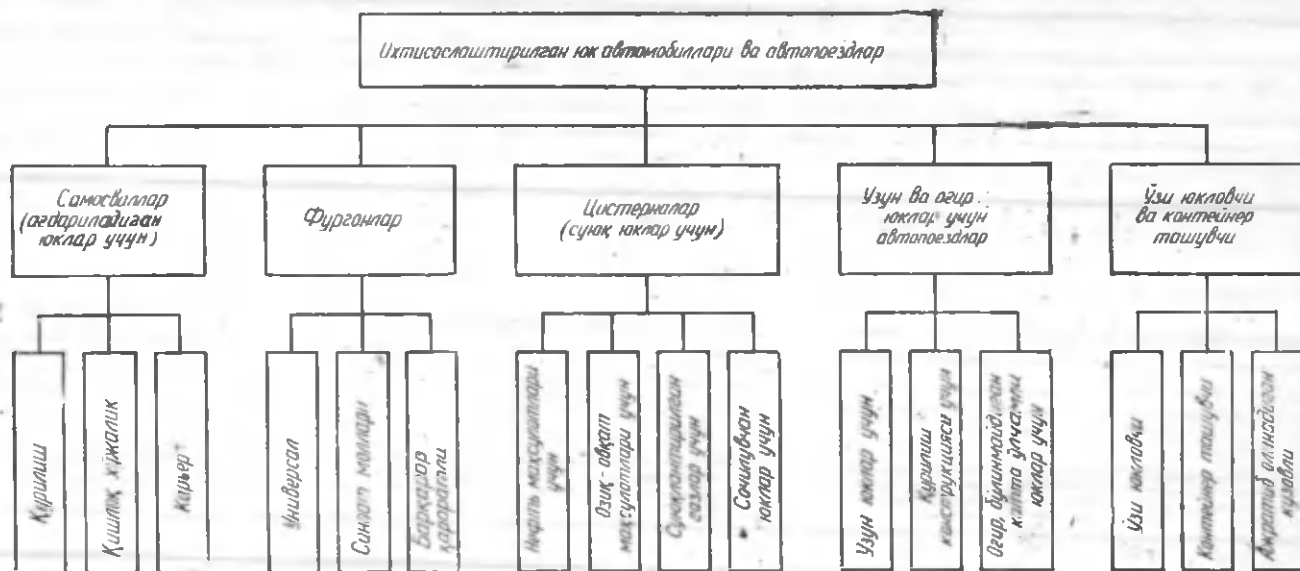 Ихтисослаштирилган юк автомобиллари ва автопоездлар
Самосваллар
(ағдариладиган
юклар учун)
Фургонлар
Цистерналар
(суюқ юклар учун)
Узун ва оғир
юклар учун
автопоездлар
Ўзи юкловчи
ва контейнер
ташувчи
Қурилиш
Қишлоқ хўжалик
Карьер
Универсал
Саноат моллари
Барқарор
ҳароратли
Нефть маҳсулотлари
учун
Озиқ-овқат
маҳсулотлари учун
Суюқлантирилган
газлар учун
Сочилувчан
юклар учун
Узун юклар учун
Қурилиш
конструкцияси учун
Оғир, бўлинмайдиган
катта ўлчамли
юклар учун
Ўзи юкловчи
Контейнер ташувчи
Ажратиб олинадиган
кузовли